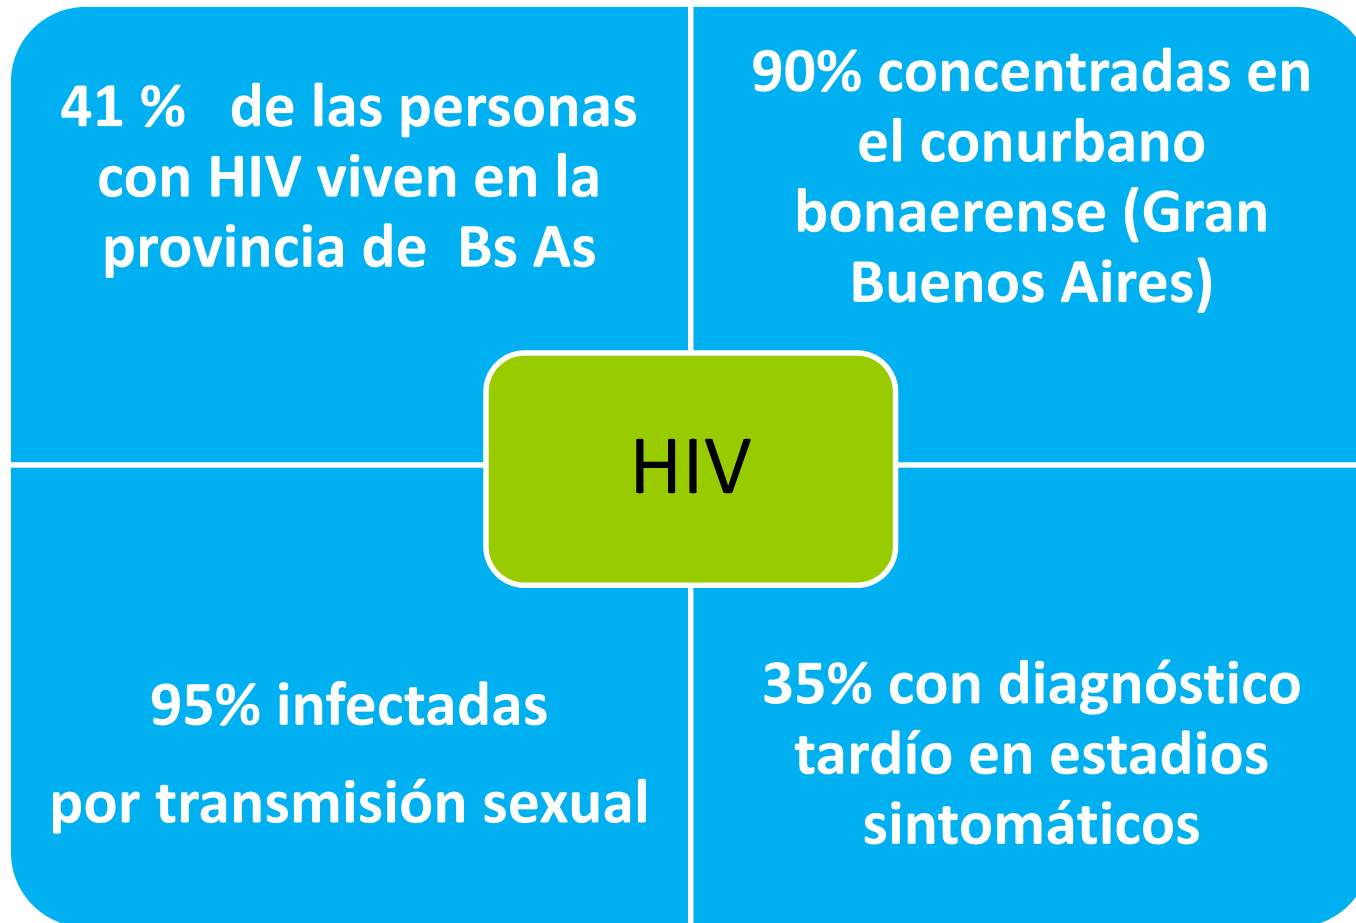 41 % de las personas
con HIV viven en la
provincia de Bs As
90% concentradas en
el conurbano
bonaerense (Gran
Buenos Aires)
HIV
95% infectadas
por transmisión sexual
35% con diagnóstico
tardío en estadios
sintomáticos